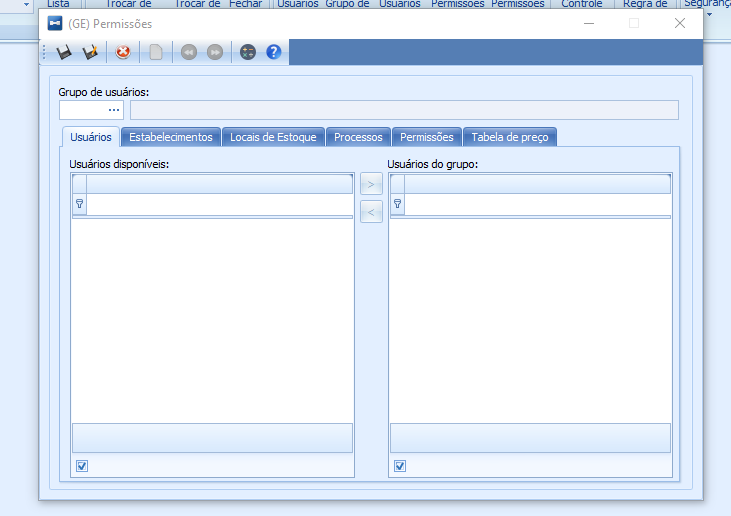 Lista Trocar de Trocar de Fechar Usuários Grupo de Usuários Permissões Permissões Controle Regra de Segurança
(GE) Permissões
Grupo de usuários:
Usuários Estabelecimentos Locais de Estoque Processos Permissões Tabela de preço
Usuários disponíveis: Usuários do grupo:
>
<